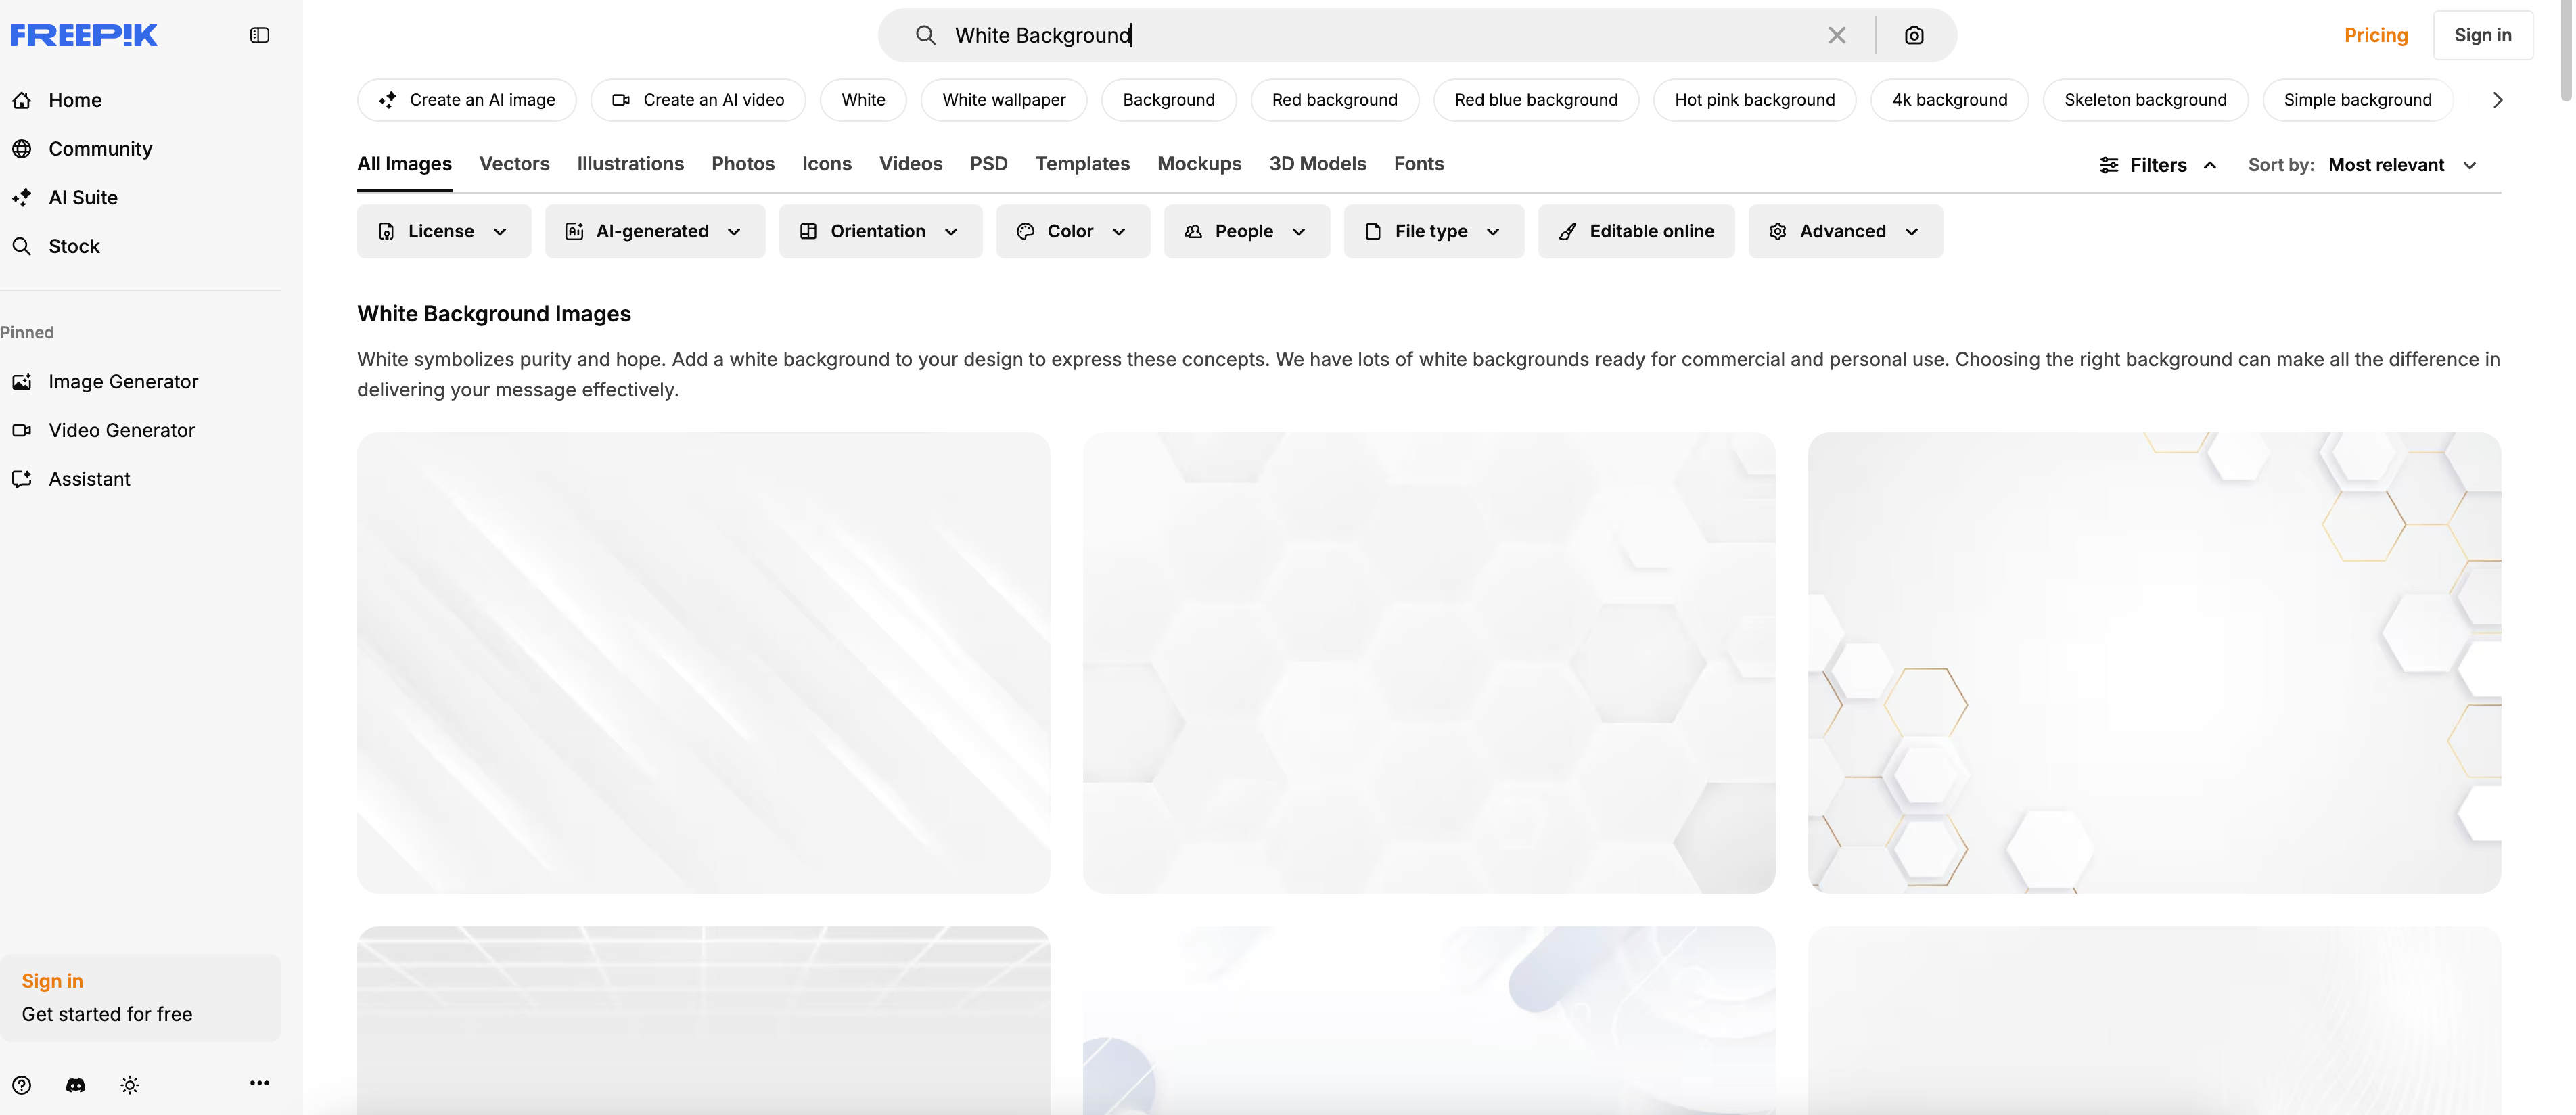 FREEPIK
Home
Community
AI Suite
Stock
Pinned
Image Generator
Video Generator
Assistant
Sign in
Get started for free
White Background
Pricing
Sign in
Create an AI image
Create an AI video
White
White wallpaper
Background
Red background
Red blue background
Hot pink background
4k background
Skeleton background
Simple background
All Images
Vectors
Illustrations
Photos
Icons
Videos
PSD
Templates
Mockups
3D Models
Fonts
Filters
Sort by: Most relevant
License
AI-generated
Orientation
Color
People
File type
Editable online
Advanced
White Background Images
White symbolizes purity and hope. Add a white background to your design to express these concepts. We have lots of white backgrounds ready for commercial and personal use. Choosing the right background can make all the difference in
delivering your message effectively.